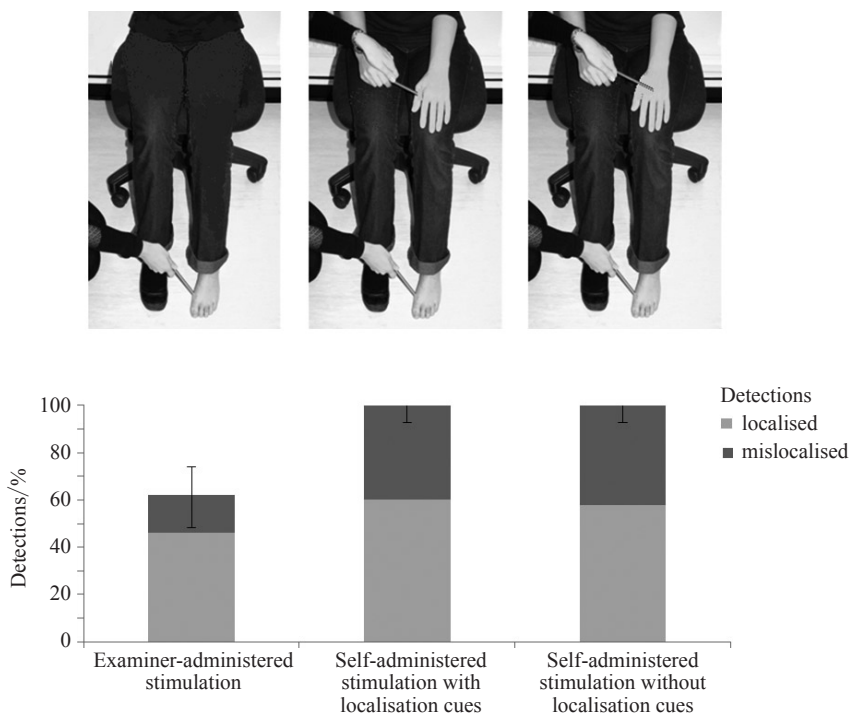 Detections/%
100
80
60
40
20
0
Detections
localised
mislocalised
Examiner-administered
stimulation
Self-administered
stimulation with
localisation cues
Self-administered
stimulation without
localisation cues